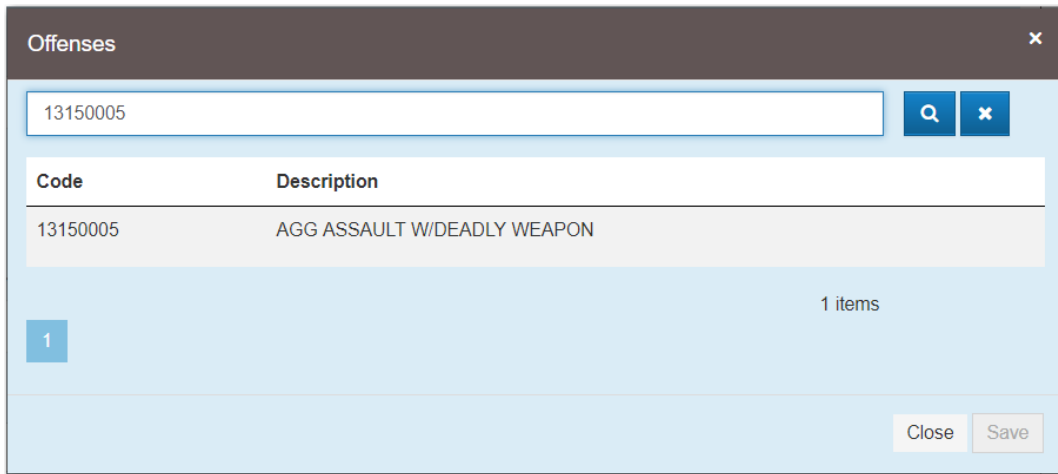 Offenses
13150005
Code Description
13150005 AGG ASSAULT W/DEADLY WEAPON
1 items
1
Close Save